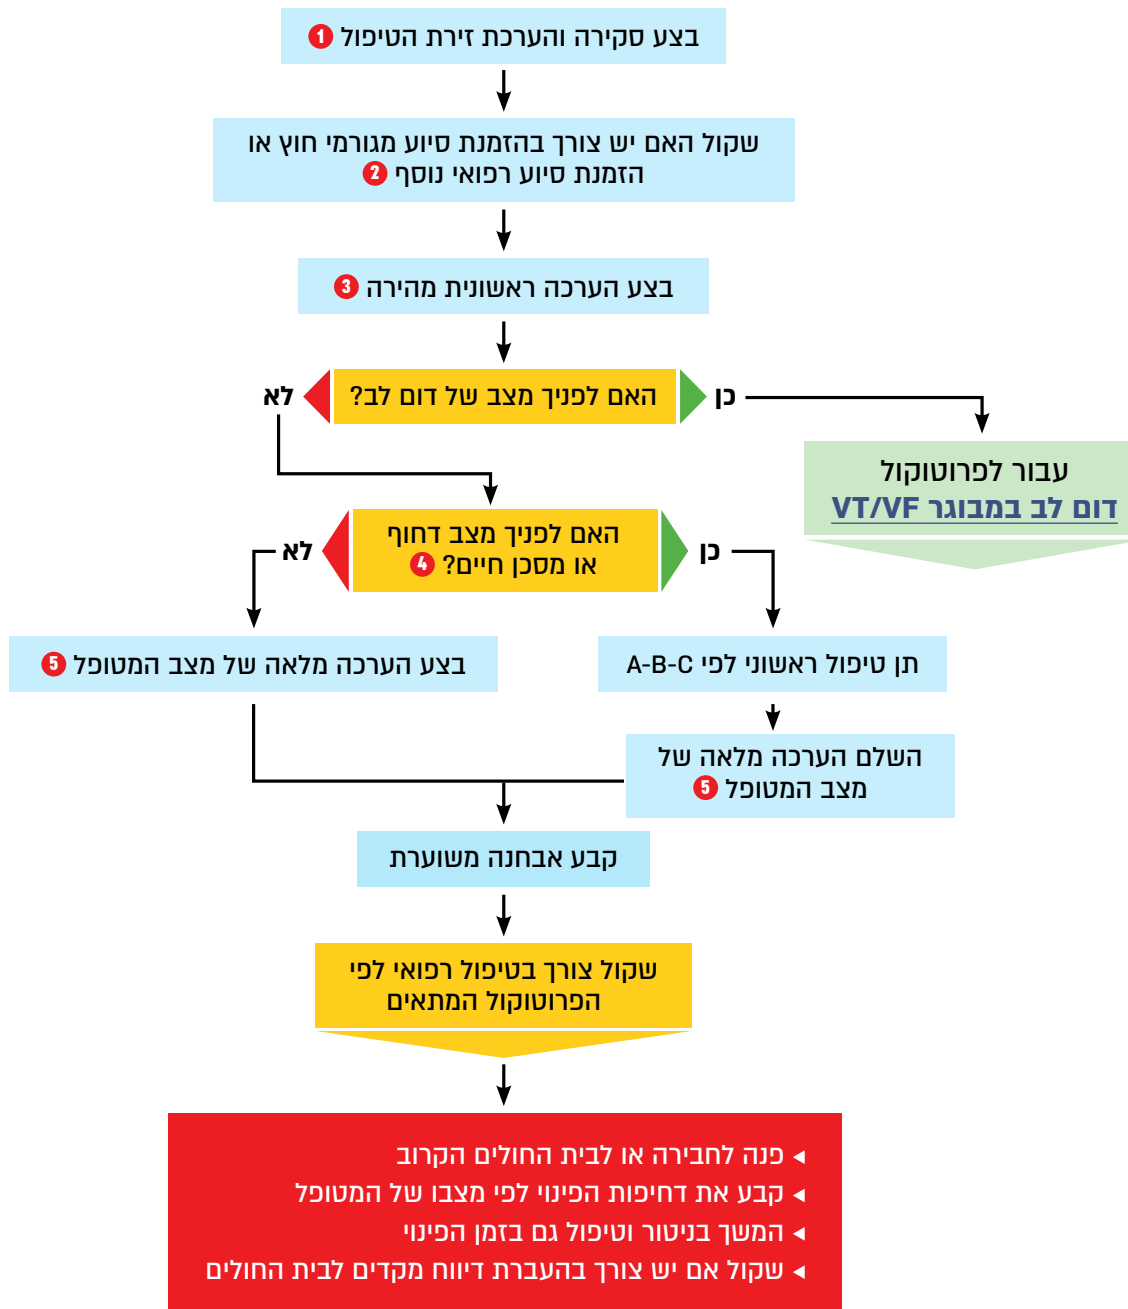 בצע סקירה והערכת זירת הטיפול 1
שקול האם יש צורך בהזמנת סיוע מגורמי חוץ או
הזמנת סיוע רפואי נוסף 2
בצע הערכה ראשונית מהירה 3
האם לפניך מצב של דום לב?
כן
לא
עבור לפרוטוקול
דום לב במבוגר VT/VF
האם לפניך מצב דחוף
או מסכן חיים? 4
כן
לא
תן טיפול ראשוני לפי A-B-C
בצע הערכה מלאה של מצב המטופל 5
השלם הערכה מלאה של
מצב המטופל 5
קבע אבחנה משוערת
שקול צורך בטיפול רפואי לפי
הפרוטוקול המתאים
פנה לחבירה או לבית החולים הקרוב
קבע את דחיפות הפינוי לפי מצבו של המטופל
המשך בניטור וטיפול גם בזמן הפינוי
שקול אם יש צורך בהעברת דיווח מקדים לבית החולים